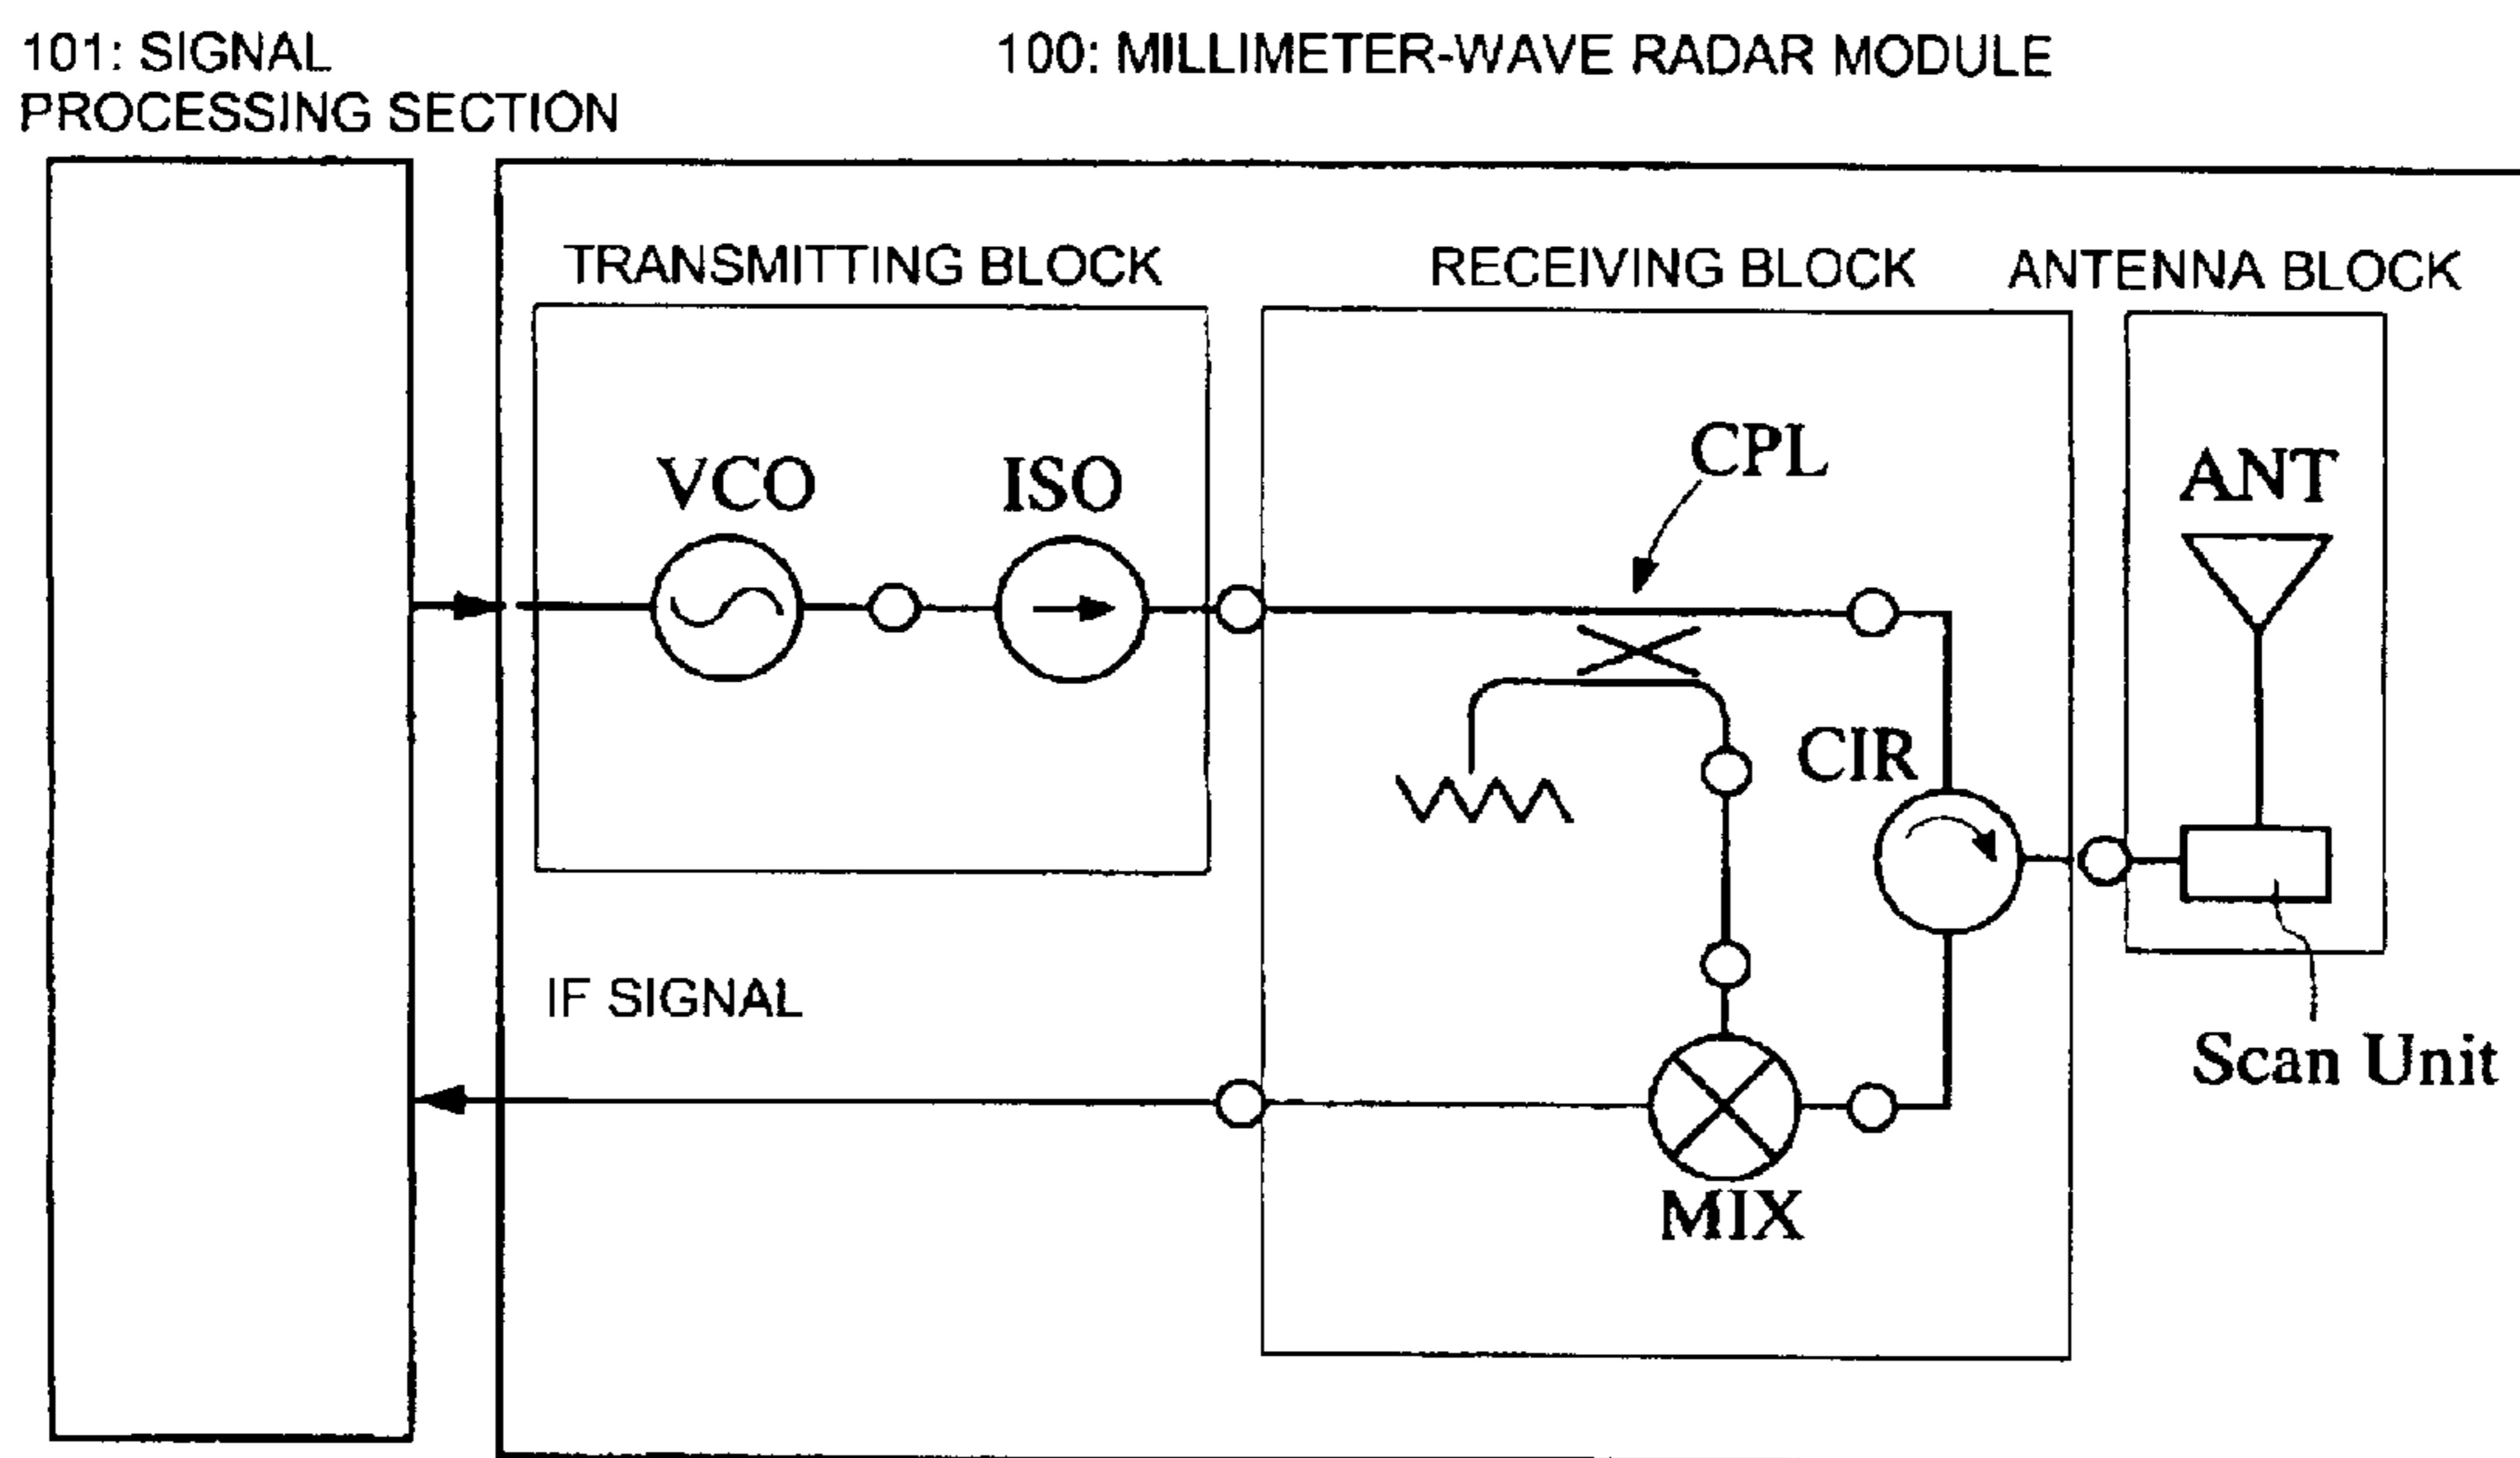 101: SIGNAL
PROCESSING SECTION
100: MILLIMETER-WAVE RADAR MODULE
TRANSMITTING BLOCK
RECEIVING BLOCK
ANTENNA BLOCK
VCO
ISO
CPL
ANT
CIR
IF SIGNAL
Scan Unit
MIX